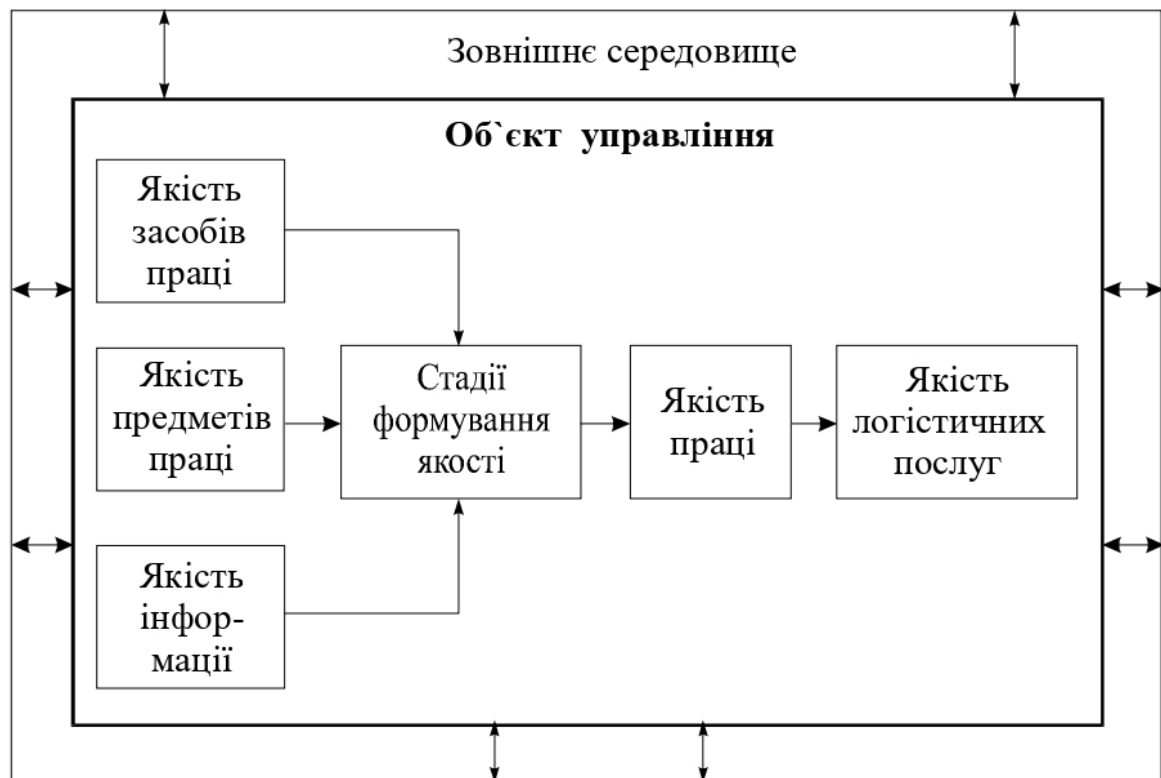 Зовнішнє середовище
Об`єкт управління
Якість
засобів
праці
Якість
предметів
праці
Якість
інфор-
мації
Стадії
формування
якості
Якість
праці
Якість
логістичних
послуг